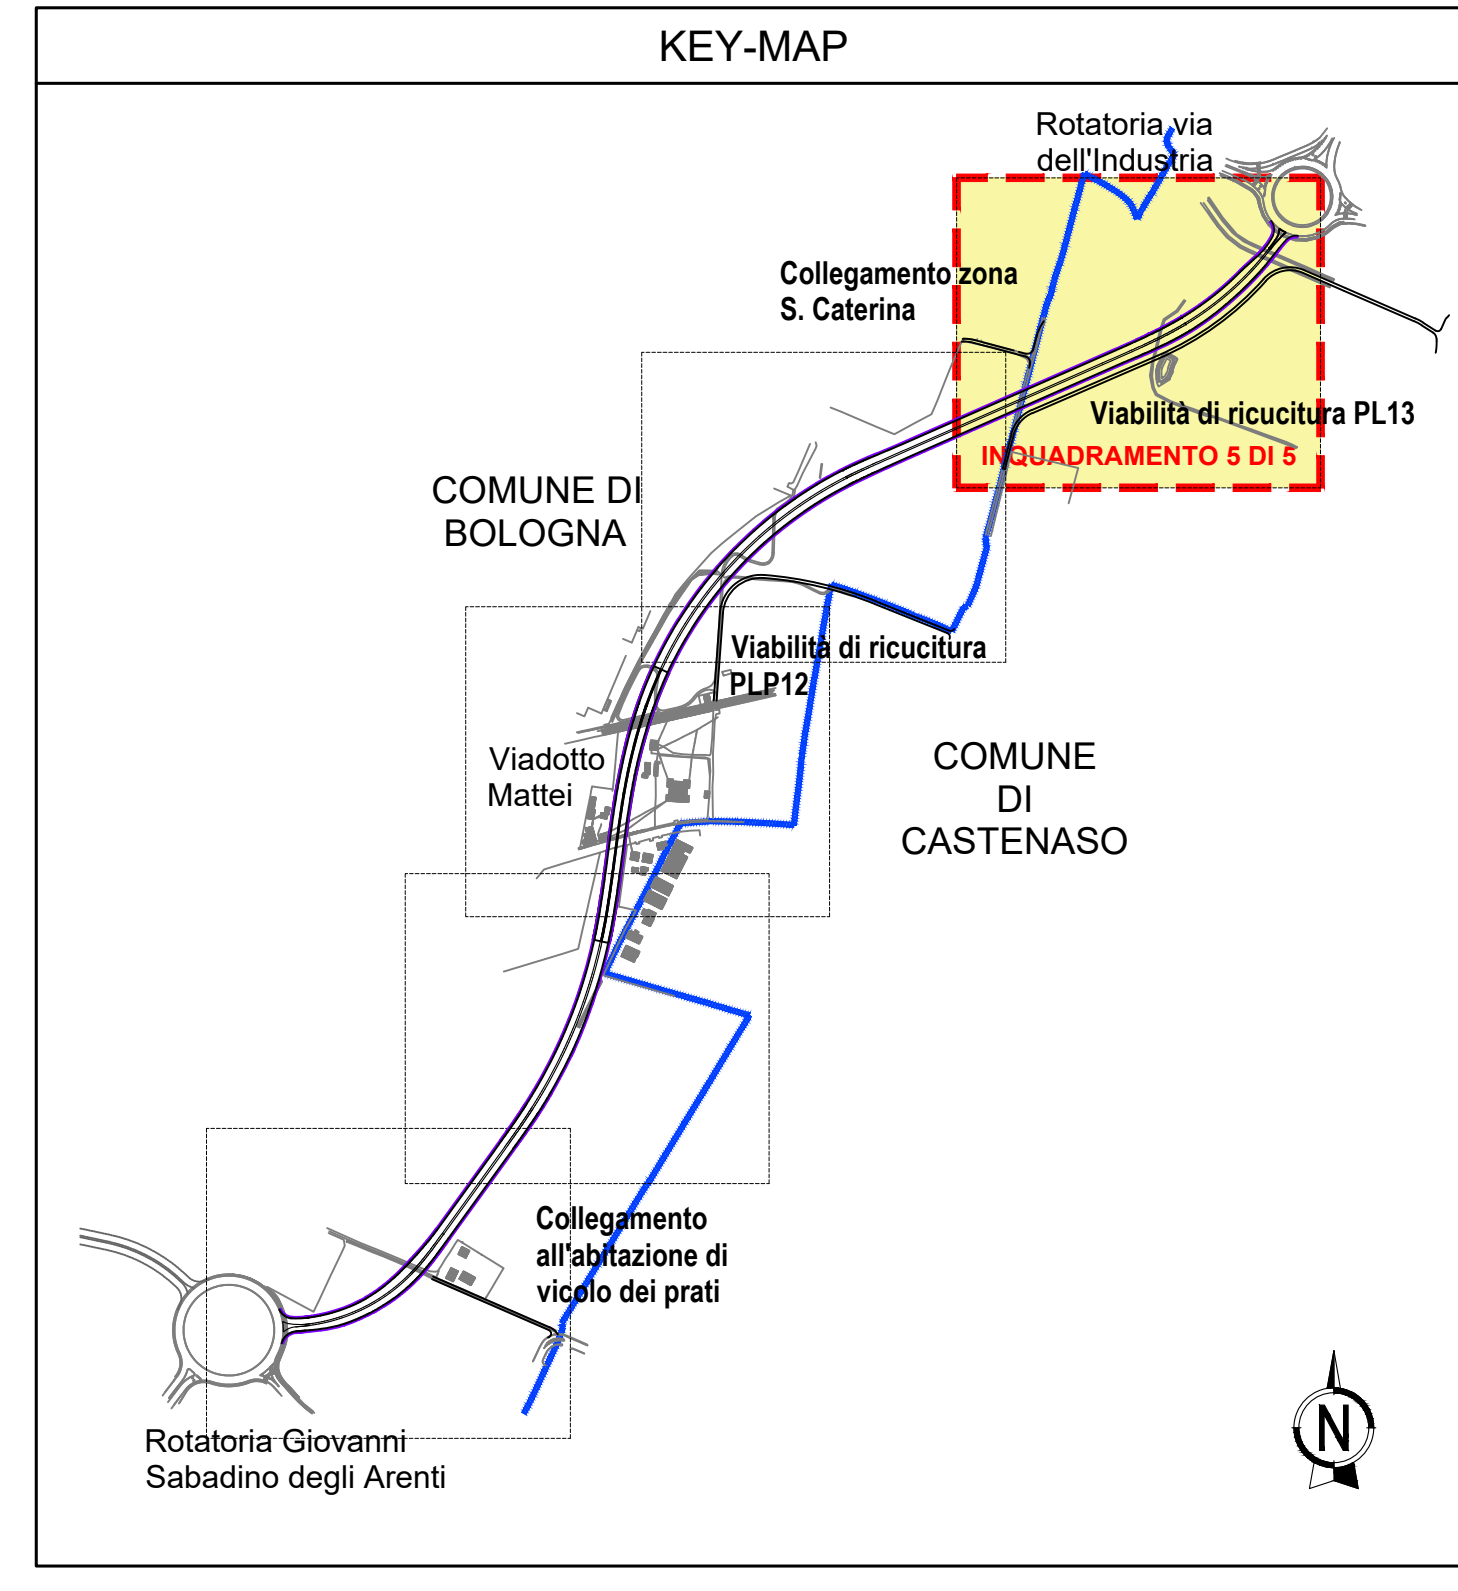 KEY-MAP
Rotatoria via
dell'Industria
Collegamento zona
S. Caterina
Viabilità di ricucitura PL13
INQUADRAMENTO 5 DI 5
COMUNE DI
BOLOGNA
Viabilità di ricucitura
PLP12
Viadotto
Mattei
COMUNE
DI
CASTENASO
Collegamento
all'abitazione di
vicolo dei prati
Rotatoria Giovanni
Sabadino degli Arenti
N